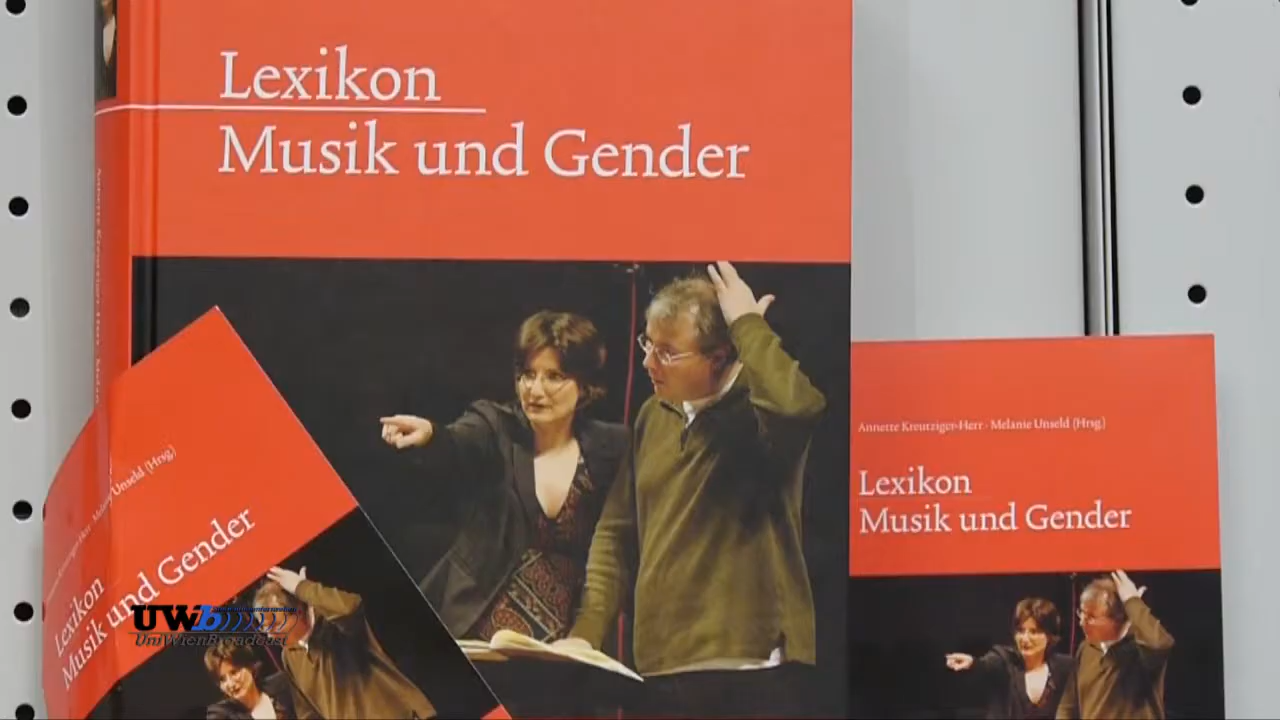 Lexikon
Musik und Gender
Annette Kreutziger-Herr · Melanie Unseld (Hrsg.)
Lexikon
Musik und Gender
Melanie Unseld (Hrsg)
Lexikon
Musik und Gender
UWb
UniWienBroadcast